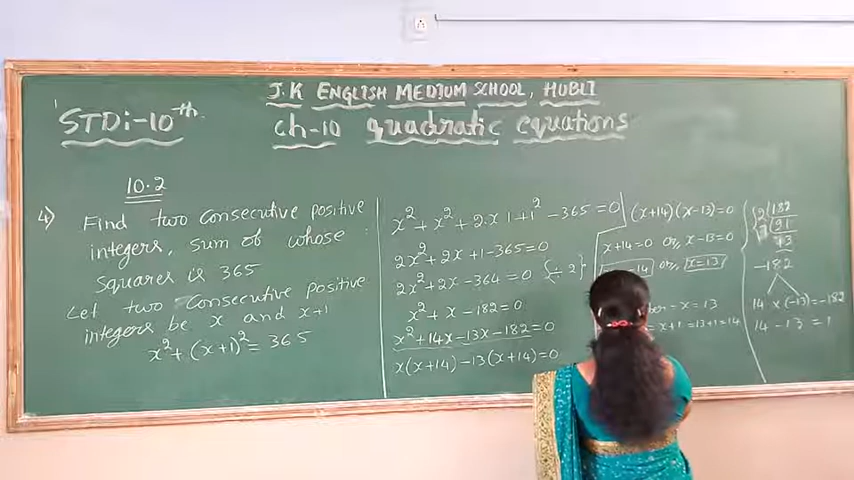 J.K ENGLISH MEDIUM SCHOOL, HUBLI
STD:-10th
Ch-10 quadratic equations
10.2
4) Find two consecutive positive
integers, sum of whose
squares is 365
Let two consecutive positive
integers be x and x+1
x² + (x+1)² = 365
x² + x² + 2·x 1 + 1² - 365 = 0
2x² + 2x + 1 - 365 = 0
2x² + 2x - 364 = 0 {÷ 2}
x² + x - 182 = 0
x² + 14x - 13x - 182 = 0
x(x+14) - 13(x+14) = 0
(x+14)(x-13) = 0
x+14 = 0 or, x-13 = 0
14 or, x=13
- x = 13
= x+1 = 13+1 = 14
2 182
91
13
-182
14 × (-13) = -182
14 - 13 = 1